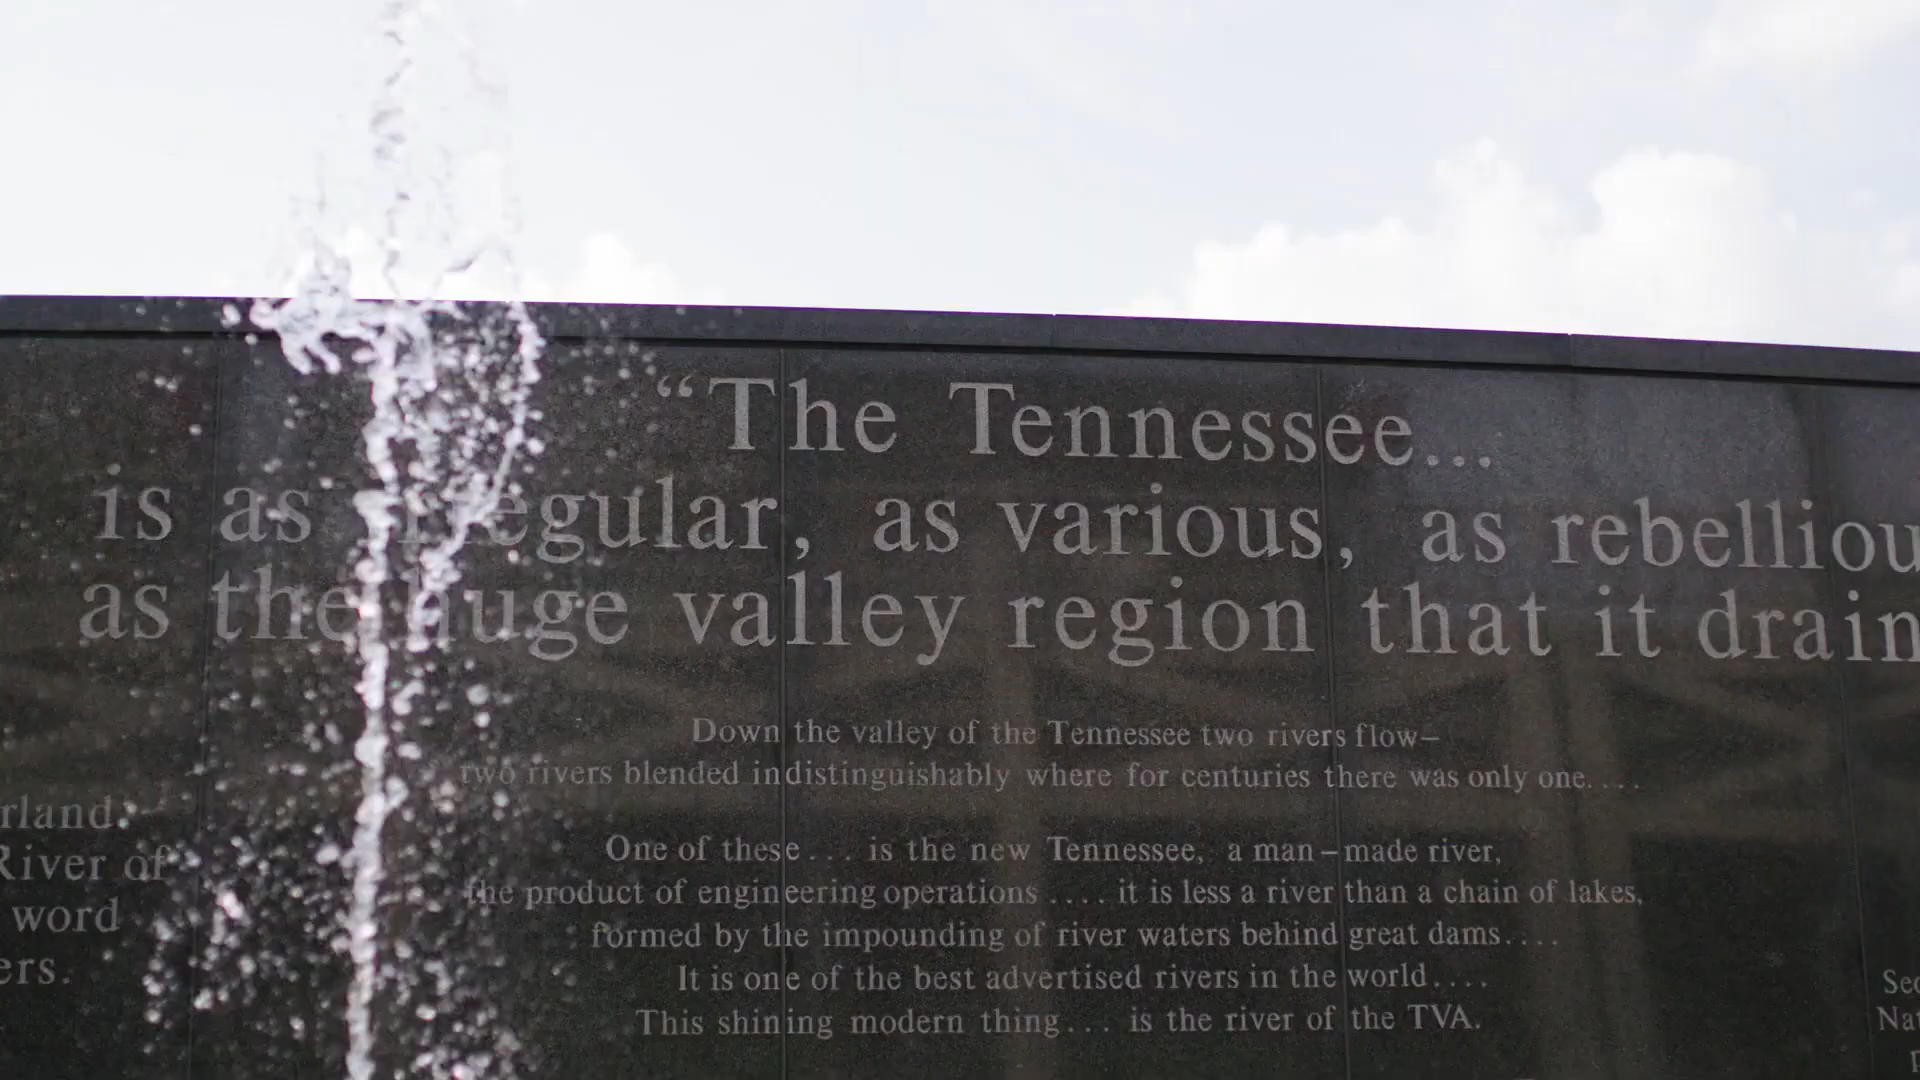 “The Tennessee...
is as irregular, as various, as rebelliou
as the huge valley region that it drain
Down the valley of the Tennessee two rivers flow—
two rivers blended indistinguishably where for centuries there was only one. . . .
One of these . . . is the new Tennessee, a man–made river,
the product of engineering operations . . . . it is less a river than a chain of lakes,
formed by the impounding of river waters behind great dams. . . .
It is one of the best advertised rivers in the world. . . .
This shining modern thing . . . is the river of the TVA.
rland.
River of
word
ers.
Sec
Nat